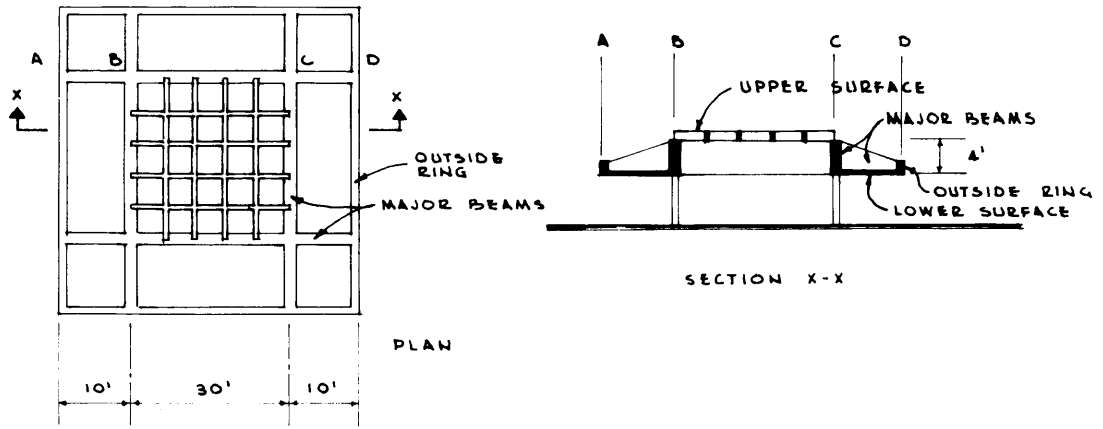 A B C D
X X
OUTSIDE
RING
MAJOR BEAMS
PLAN
10' 30' 10'
A B C D
UPPER SURFACE
MAJOR BEAMS
4'
OUTSIDE RING
LOWER SURFACE
SECTION X-X